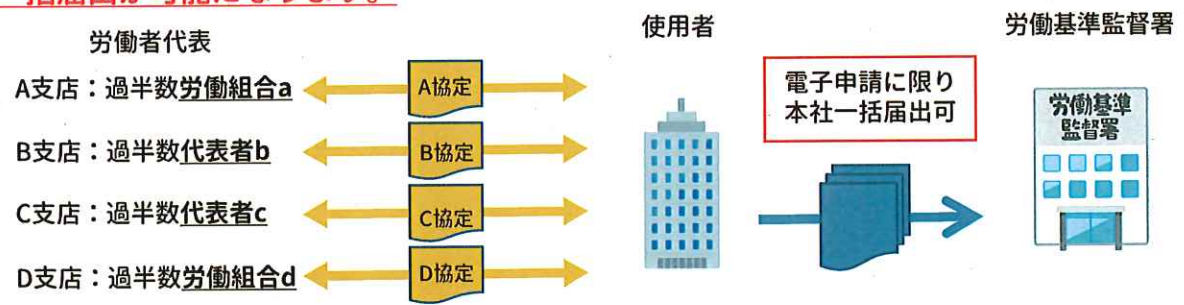 一括届出が可能になります。
労働者代表
使用者
労働基準監督署
A支店：過半数労働組合a
A協定
B支店：過半数代表者b
B協定
C支店：過半数代表者c
C協定
D支店：過半数労働組合d
D協定
電子申請に限り
本社一括届出可
労働基準
監督署